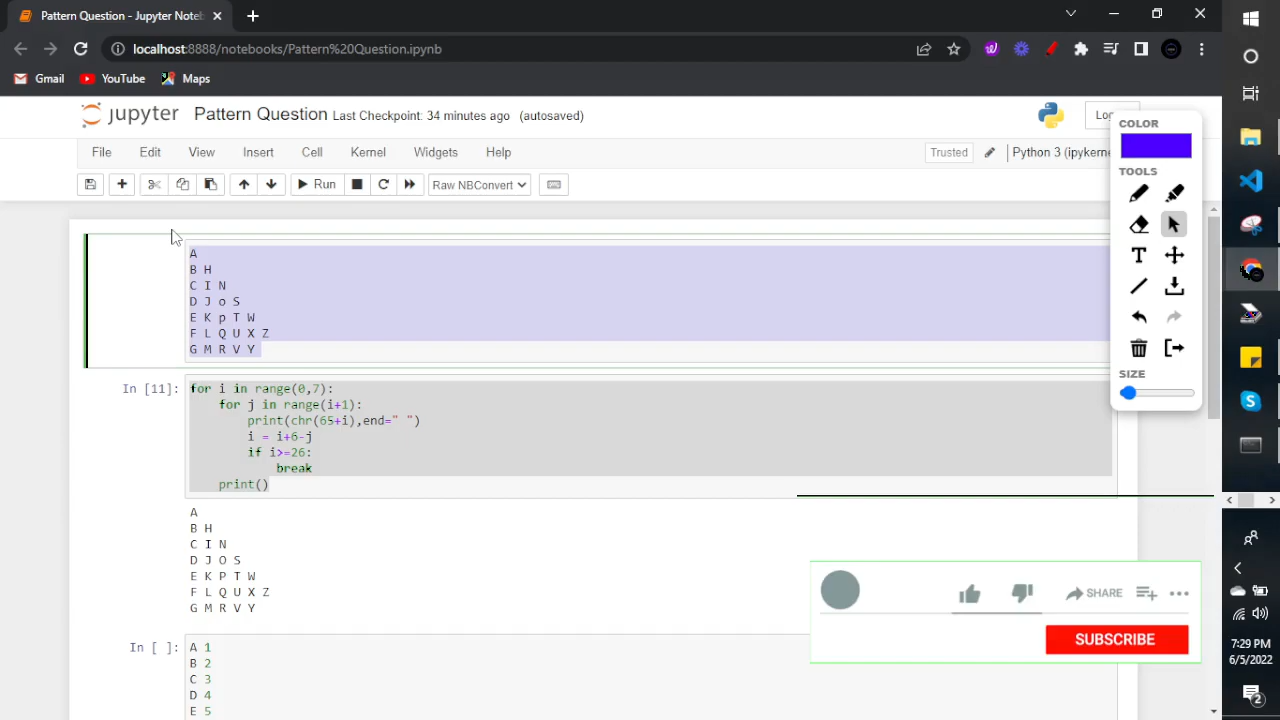 Pattern Question - Jupyter Noteb
localhost:8888/notebooks/Pattern%20Question.ipynb
Gmail YouTube Maps
jupyter Pattern Question Last Checkpoint: 34 minutes ago (autosaved)
COLOR
File Edit View Insert Cell Kernel Widgets Help Trusted Python 3 (ipykerne
TOOLS
Run Raw NBConvert
A
B H
C I N
D J o S
E K p T W
F L Q U X Z
G M R V Y
T
SIZE
In [11]: for i in range(0,7):
for j in range(i+1):
print(chr(65+i),end=" ")
i = i+6-j
if i>=26:
break
print()
A
B H
C I N
D J O S
E K P T W
F L Q U X Z
G M R V Y
SHARE
SUBSCRIBE
In [ ]: A 1
B 2
C 3
D 4
E 5
7:29 PM
6/5/2022
2